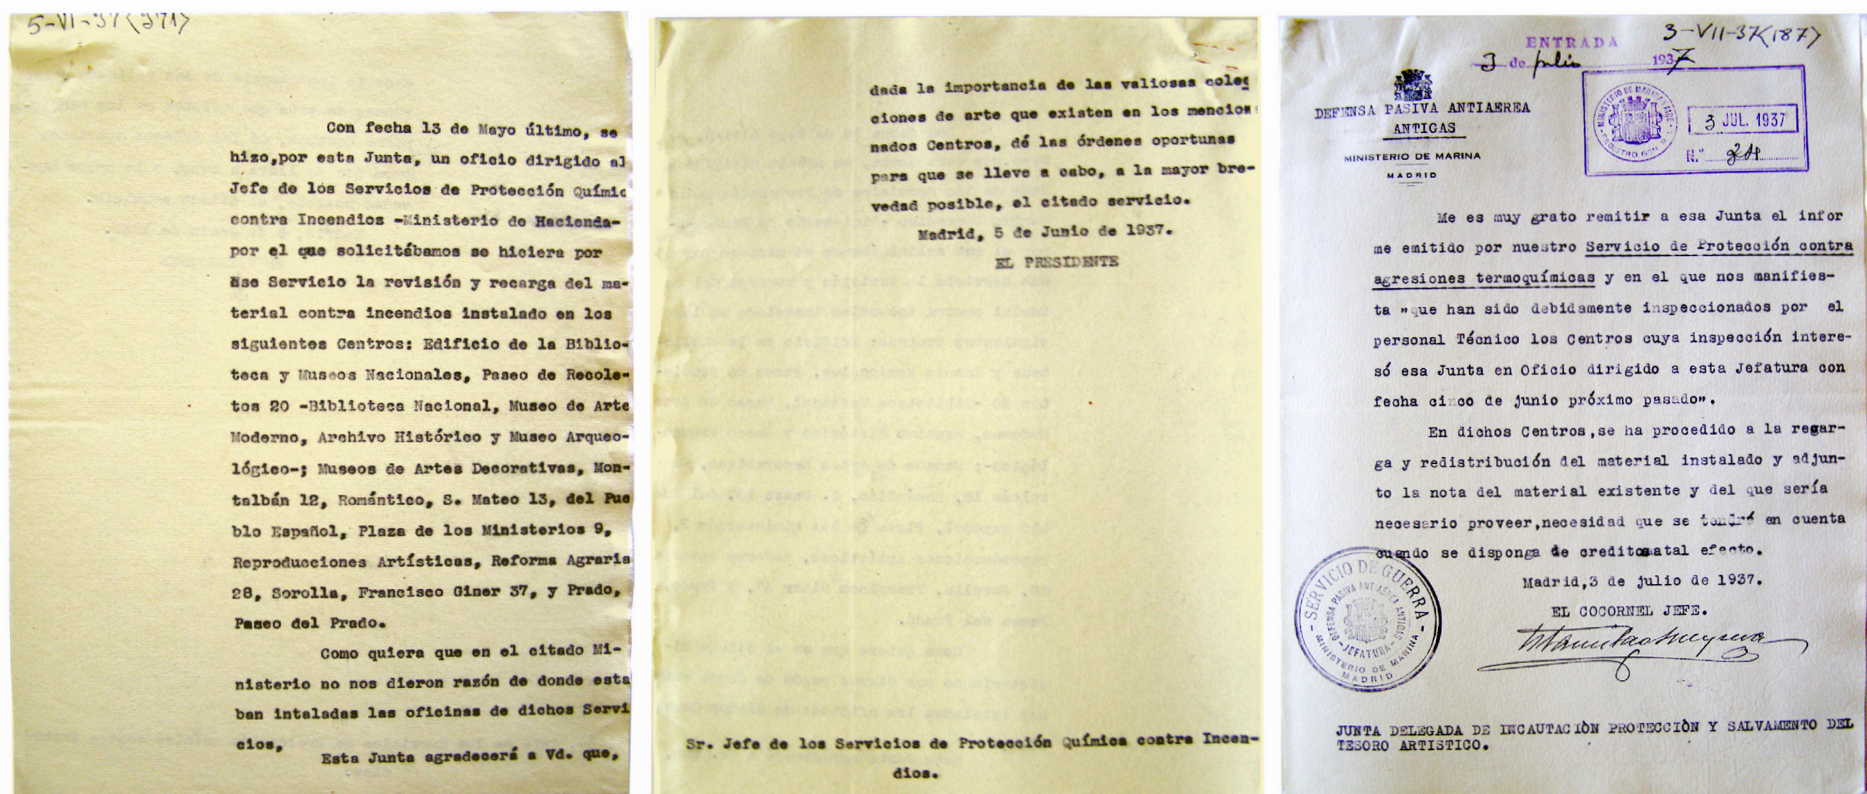 5-VI-37(371)
Con fecha 13 de Mayo último, se
hizo,por esta Junta, un oficio dirigido al
Jefe de los Servicios de Protección Químic
contra Incendios -Ministerio de Hacienda-
por el que solicitábamos se hiciera por
ese Servicio la revisión y recarga del ma-
terial contra incendios instalado en los
siguientes Centros: Edificio de la Biblio-
teca y Museos Nacionales, Paseo de Recole-
tos 20 -Biblioteca Nacional, Museo de Arte
Moderno, Archivo Histórico y Museo Arqueo-
lógico-; Museos de Artes Decorativas, Mon-
talbán 12, Romántico, S. Mateo 13, del Pue
blo Español, Plaza de los Ministerios 9,
Reproducciones Artísticas, Reforma Agraria
28, Sorolla, Francisco Giner 37, y Prado,
Paseo del Prado.
Como quiera que en el citado Mi-
nisterio no nos dieron razón de donde esta
ban intaladas las oficinas de dichos Servi
cios,
Esta Junta agradecerá a Vd. que,
dada la importancia de las valiosas colec
ciones de arte que existen en los mencio
nados Centros, dé las órdenes oportunas
para que se lleve a cabo, a la mayor bre-
vedad posible, el citado servicio.
Madrid, 5 de Junio de 1937.
EL PRESIDENTE
Sr. Jefe de los Servicios de Protección Química contra Incen-
dios.
3-VII-37(187)
ENTRADA
3 de julio 1937
DEFENSA PASIVA ANTIAEREA
ANTIGAS
MINISTERIO DE MARINA
MADRID
3 JUL. 1937
N.º
Me es muy grato remitir a esa Junta el infor
me emitido por nuestro Servicio de Protección contra
agresiones termoquímicas y en el que nos manifies-
ta "que han sido debidamente inspeccionados por el
personal Técnico los Centros cuya inspección intere-
só esa Junta en Oficio dirigido a esta Jefatura con
fecha cinco de junio próximo pasado".
En dichos Centros,se ha procedido a la regar-
ga y redistribución del material instalado y adjun-
to la nota del material existente y del que sería
necesario proveer,necesidad que se tendrá en cuenta
cuando se disponga de creditosatal efecto.
Madrid,3 de julio de 1937.
EL COCORNEL JEFE.
SERVICIO DE GUERRA
DEFENSA PASIVA ANTIAEREA ANTIGAS
-JEFATURA-
MINISTERIO DE MARINA
MADRID
JUNTA DELEGADA DE INCAUTACIÒN PROTECCIÒN Y SALVAMENTO DEL
TESORO ARTISTICO.